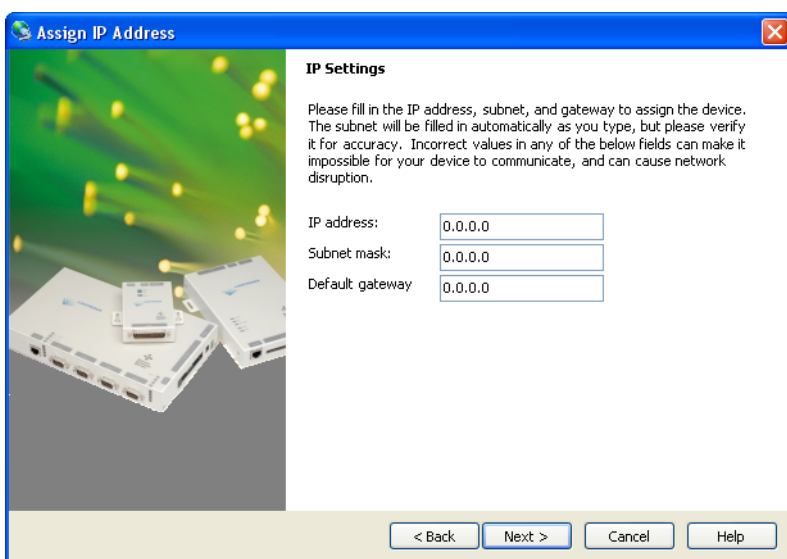 Assign IP Address
IP Settings
Please fill in the IP address, subnet, and gateway to assign the device.
The subnet will be filled in automatically as you type, but please verify
it for accuracy.  Incorrect values in any of the below fields can make it
impossible for your device to communicate, and can cause network
disruption.
IP address: 0.0.0.0
Subnet mask: 0.0.0.0
Default gateway 0.0.0.0
< Back Next > Cancel Help